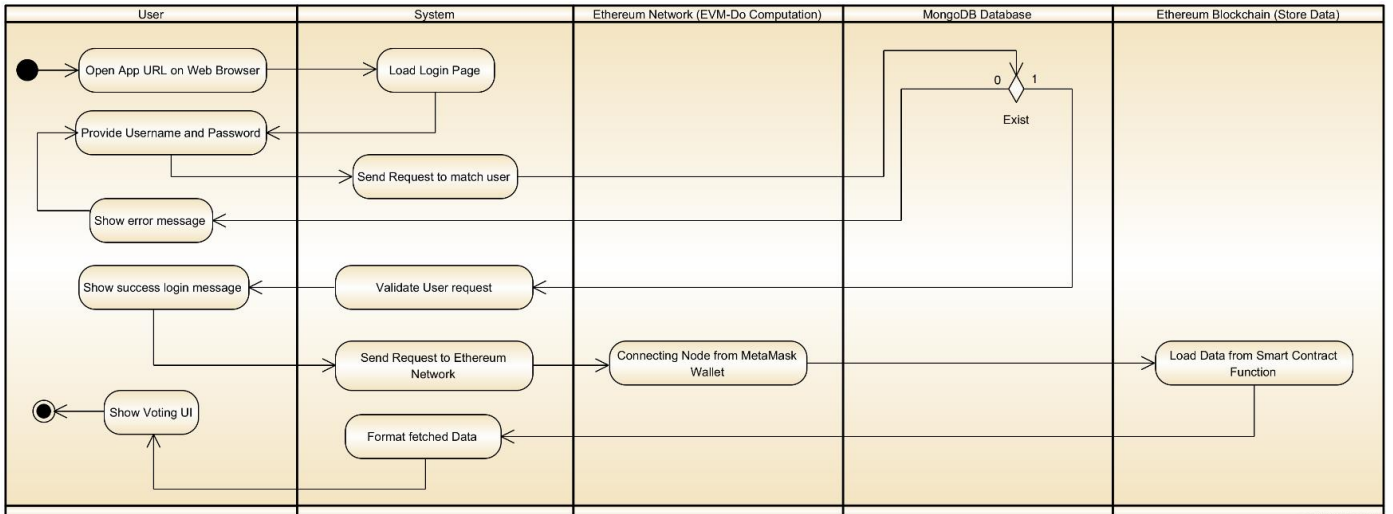 User
System
Ethereum Network (EVM-Do Computation)
MongoDB Database
Ethereum Blockchain (Store Data)
Open App URL on Web Browser
Load Login Page
0
1
Exist
Provide Username and Password
Send Request to match user
Show error message
Show success login message
Validate User request
Send Request to Ethereum
Network
Connecting Node from MetaMask
Wallet
Load Data from Smart Contract
Function
Show Voting UI
Format fetched Data